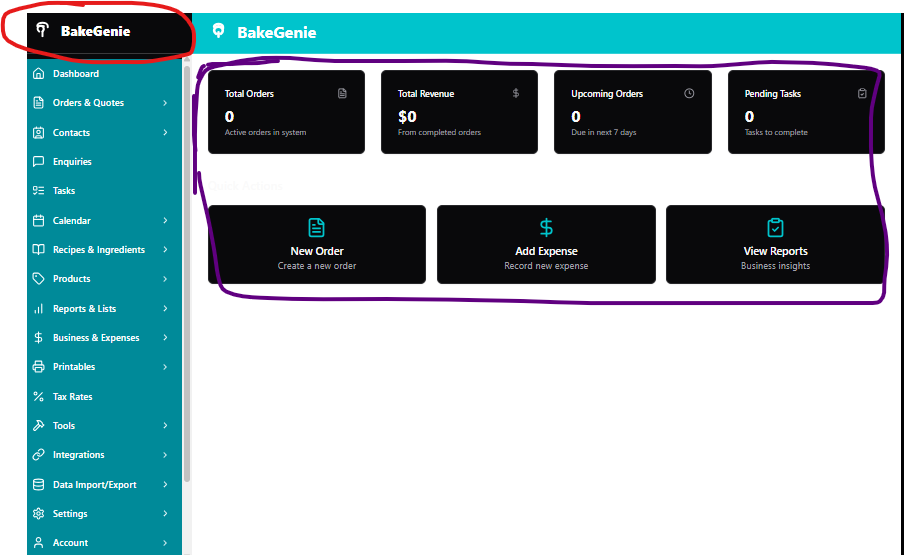 BakeGenie
BakeGenie
Dashboard
Orders & Quotes
Contacts
Enquiries
Tasks
Calendar
Recipes & Ingredients
Products
Reports & Lists
Business & Expenses
Printables
Tax Rates
Tools
Integrations
Data Import/Export
Settings
Account
Total Orders
0
Active orders in system
Total Revenue
$0
From completed orders
Upcoming Orders
0
Due in next 7 days
Pending Tasks
0
Tasks to complete
Quick Actions
New Order
Create a new order
Add Expense
Record new expense
View Reports
Business insights